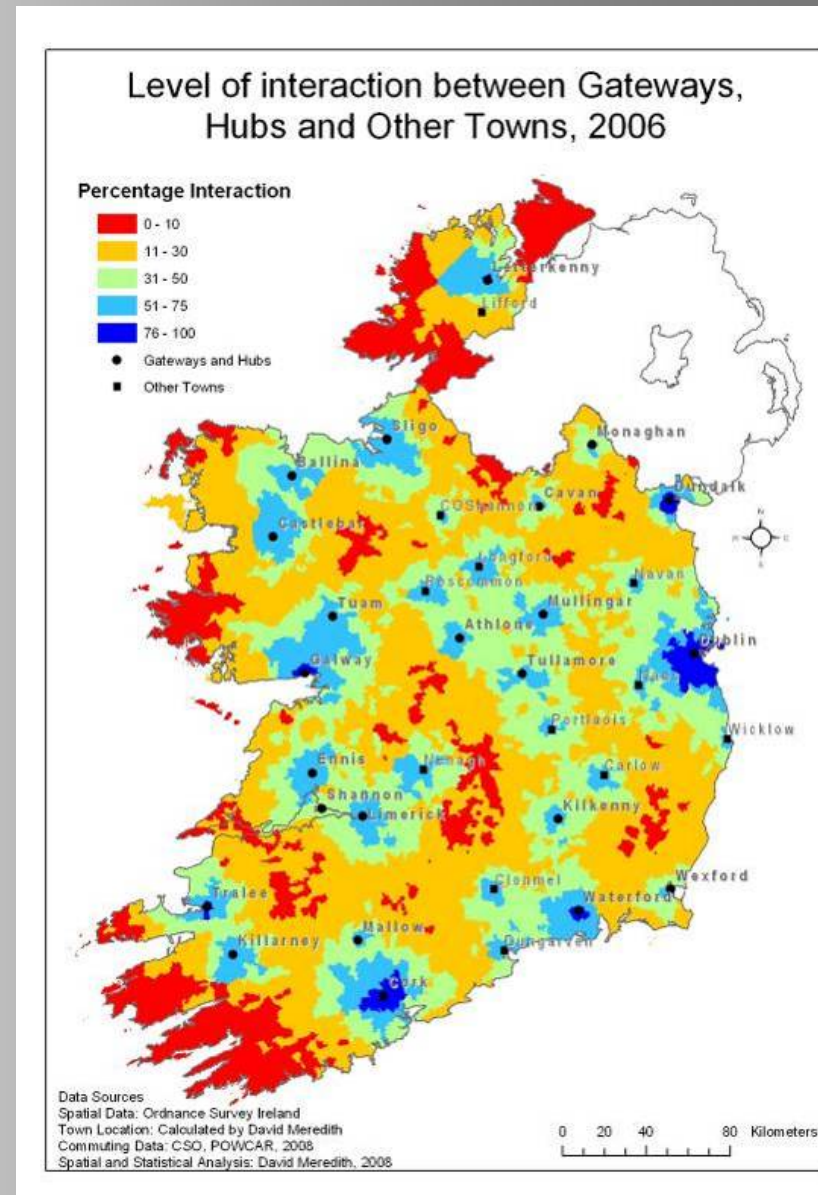 Level of interaction between Gateways,
Hubs and Other Towns, 2006
Percentage Interaction
0 - 10
11 - 30
31 - 50
51 - 75
76 - 100
Gateways and Hubs
Other Towns
Letterkenny
Lifford
Sligo
Monaghan
Ballina
Dundalk
COShannon
Cavan
Castlebar
Longford
Roscommon
Navan
Tuam
Mullingar
Athlone
Dublin
Galway
Tullamore
Naas
Portlaois
Wicklow
Ennis
Nenagh
Carlow
Shannon
Limerick
Kilkenny
Clonmel
Wexford
Tralee
Waterford
Mallow
Killarney
Dungarven
Cork
N
W
E
S
Data Sources
Spatial Data: Ordnance Survey Ireland
Town Location: Calculated by David Meredith
Commuting Data: CSO, POWCAR, 2008
Spatial and Statistical Analysis: David Meredith, 2008
0 20 40 80 Kilometers